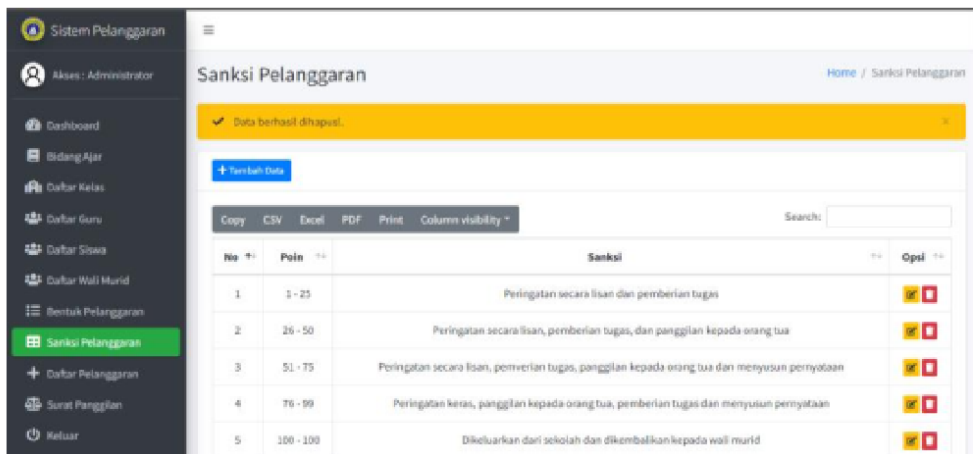 Sistem Pelanggaran
Akses : Administrator
Dashboard
Bidang Ajar
Daftar Kelas
Daftar Guru
Daftar Siswa
Daftar Wali Murid
Bentuk Pelanggaran
Sanksi Pelanggaran
Daftar Pelanggaran
Surat Panggilan
Keluar
Sanksi Pelanggaran
Home / Sanksi Pelanggaran
Data berhasil dihapus!.
Tambah Data
Copy CSV Excel PDF Print Column visibility
Search:
No Poin Sanksi Opsi
1 1 - 25 Peringatan secara lisan dan pemberian tugas
2 26 - 50 Peringatan secara lisan, pemberian tugas, dan panggilan kepada orang tua
3 51 - 75 Peringatan secara lisan, pemverian tugas, panggilan kepada orang tua dan menyusun pernyataan
4 76 - 99 Peringatan keras, panggilan kepada orang tua, pemberian tugas dan menyusun pernyataan
5 100 - 100 Dikeluarkan dari sekolah dan dikembalikan kepada wali murid